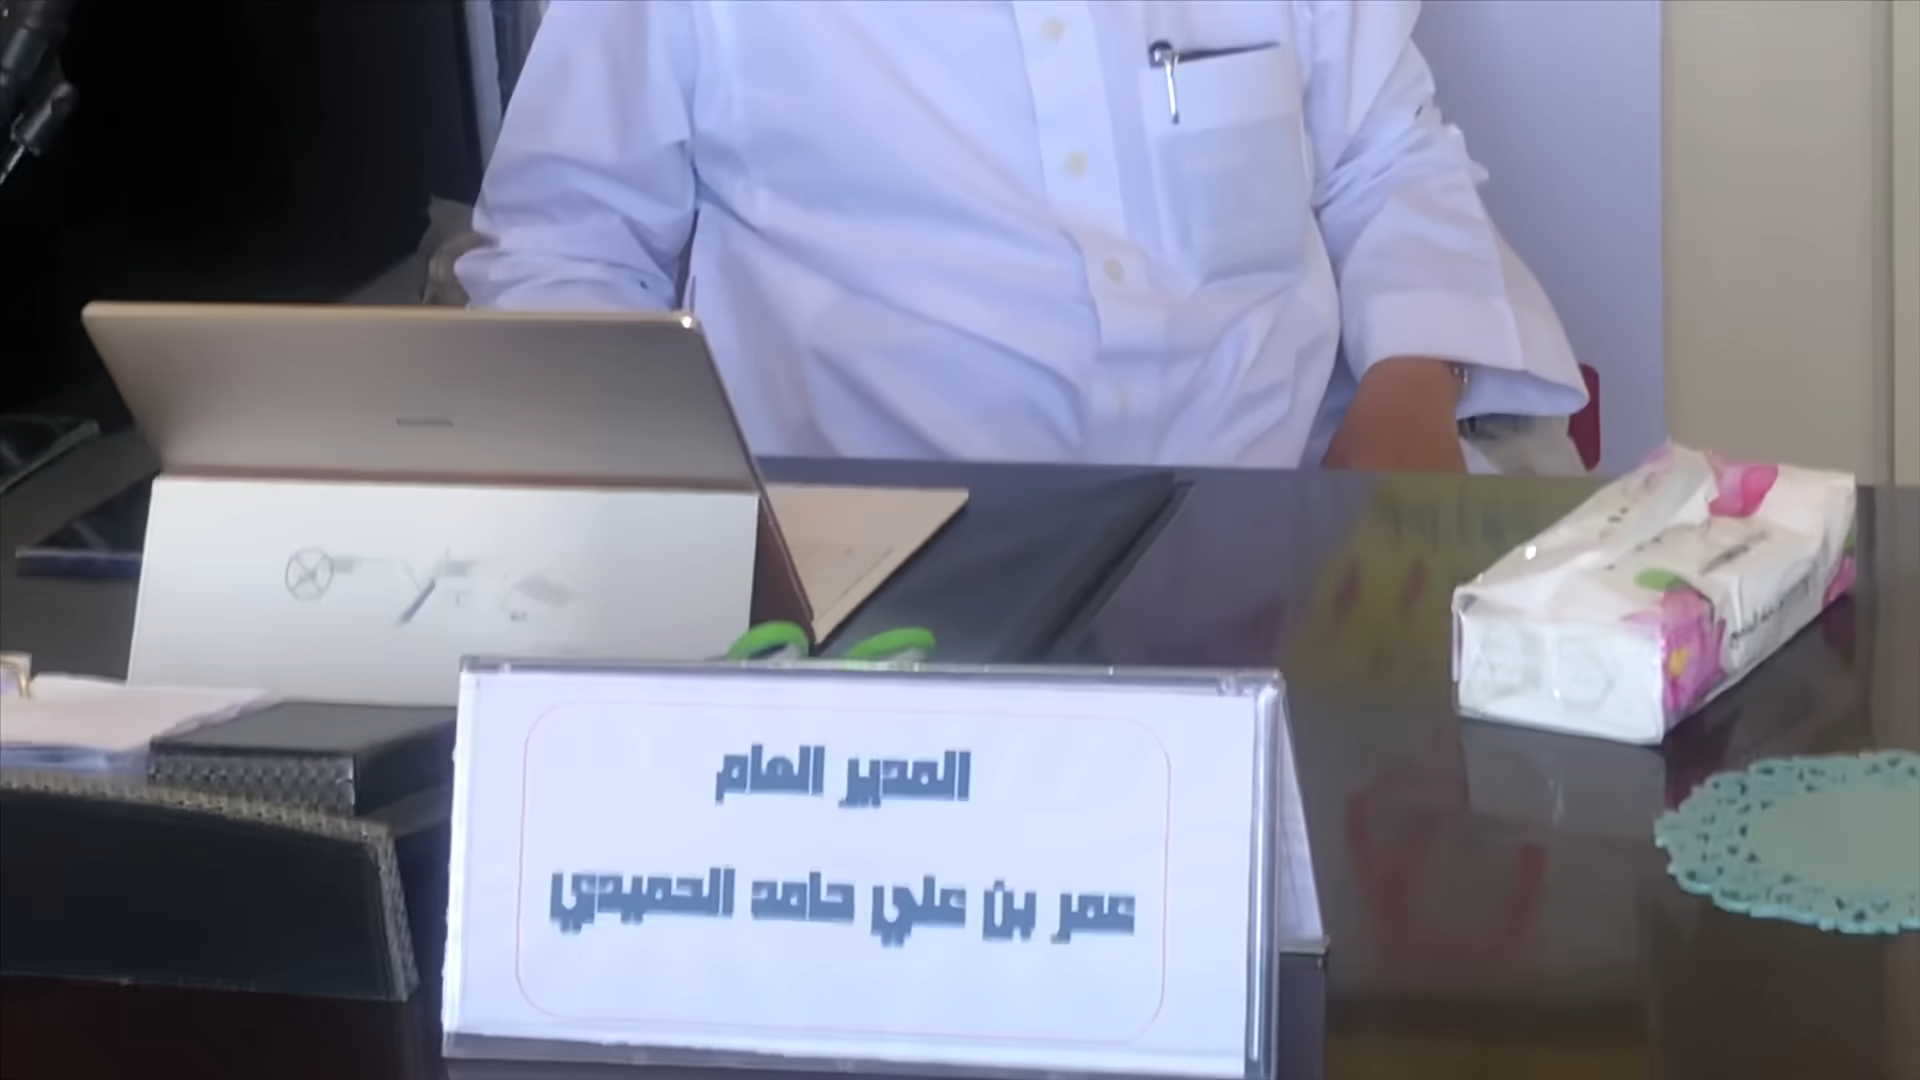 المدير العام
عمر بن علي حامد الحميدي